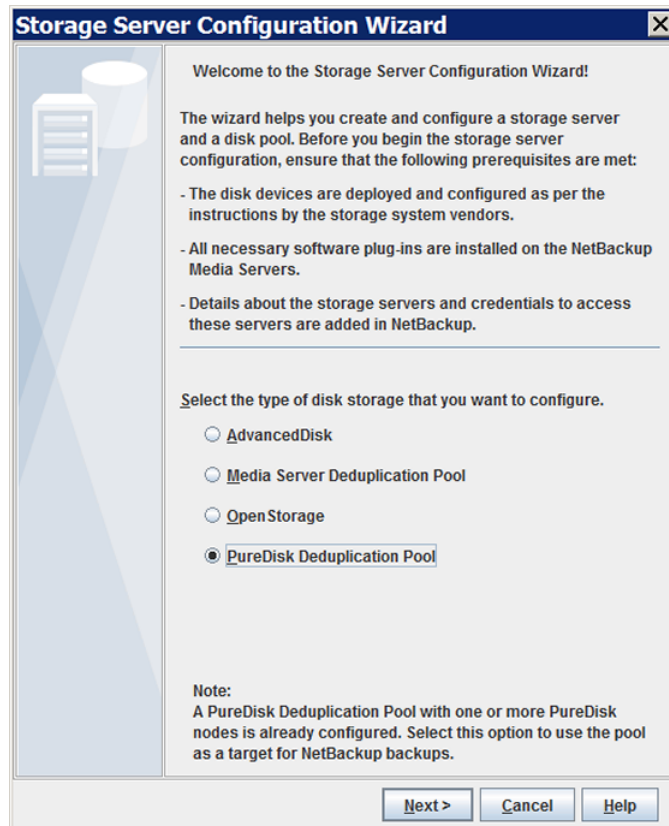 Storage Server Configuration Wizard
Welcome to the Storage Server Configuration Wizard!
The wizard helps you create and configure a storage server
and a disk pool. Before you begin the storage server
configuration, ensure that the following prerequisites are met:
- The disk devices are deployed and configured as per the
instructions by the storage system vendors.
- All necessary software plug-ins are installed on the NetBackup
Media Servers.
- Details about the storage servers and credentials to access
these servers are added in NetBackup.
Select the type of disk storage that you want to configure.
AdvancedDisk
Media Server Deduplication Pool
OpenStorage
PureDisk Deduplication Pool
Note:
A PureDisk Deduplication Pool with one or more PureDisk
nodes is already configured. Select this option to use the pool
as a target for NetBackup backups.
Next >
Cancel
Help